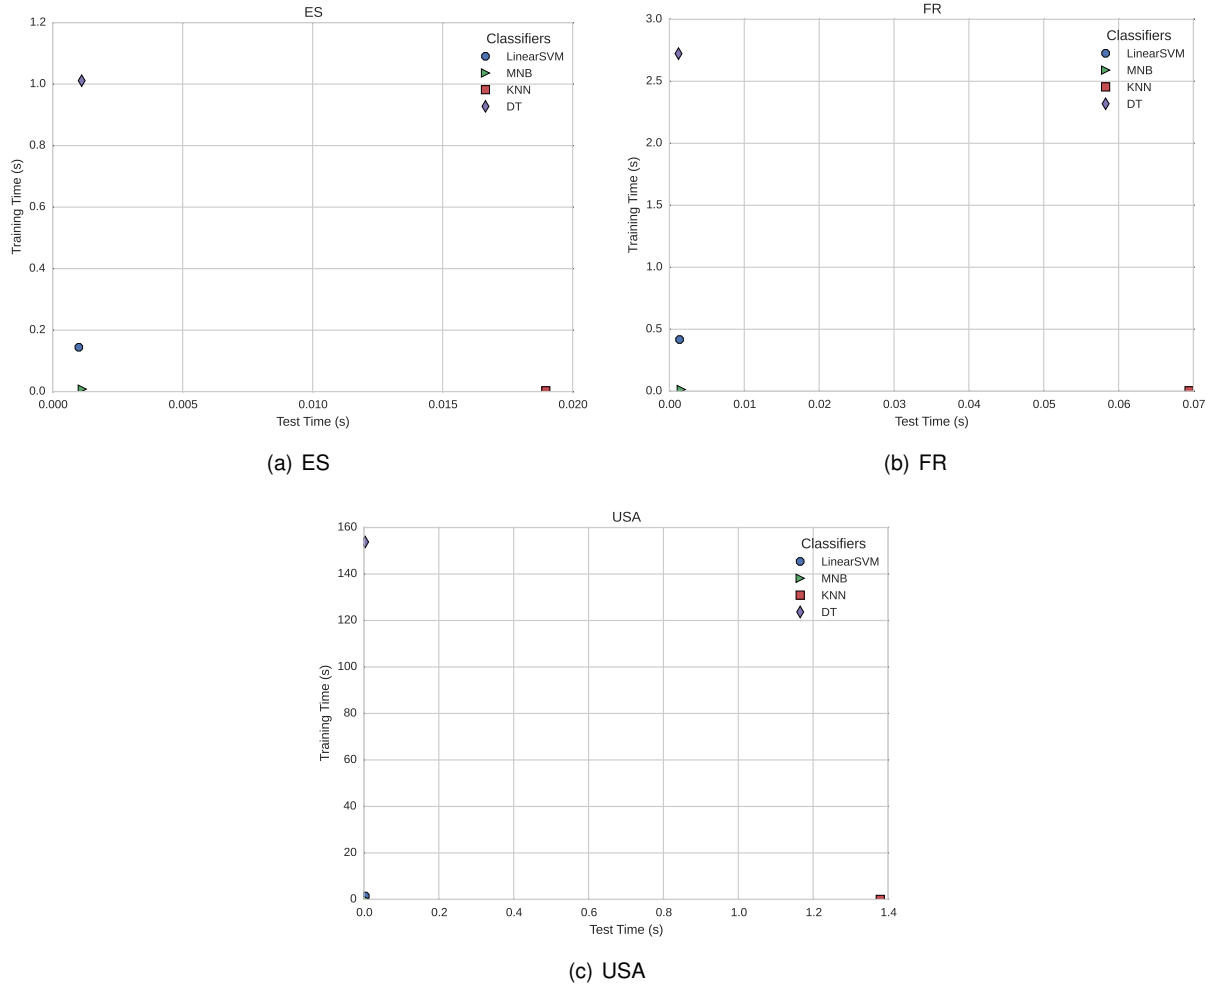 ES
Training Time (s)
1.2
1.0
0.8
0.6
0.4
0.2
0.0
0.000 0.005 0.010 0.015 0.020
Test Time (s)
Classifiers
LinearSVM
MNB
KNN
DT
(a) ES
FR
Training Time (s)
3.0
2.5
2.0
1.5
1.0
0.5
0.0
0.00 0.01 0.02 0.03 0.04 0.05 0.06 0.07
Test Time (s)
Classifiers
LinearSVM
MNB
KNN
DT
(b) FR
USA
Training Time (s)
160
140
120
100
80
60
40
20
0
0.0 0.2 0.4 0.6 0.8 1.0 1.2 1.4
Test Time (s)
Classifiers
LinearSVM
MNB
KNN
DT
(c) USA